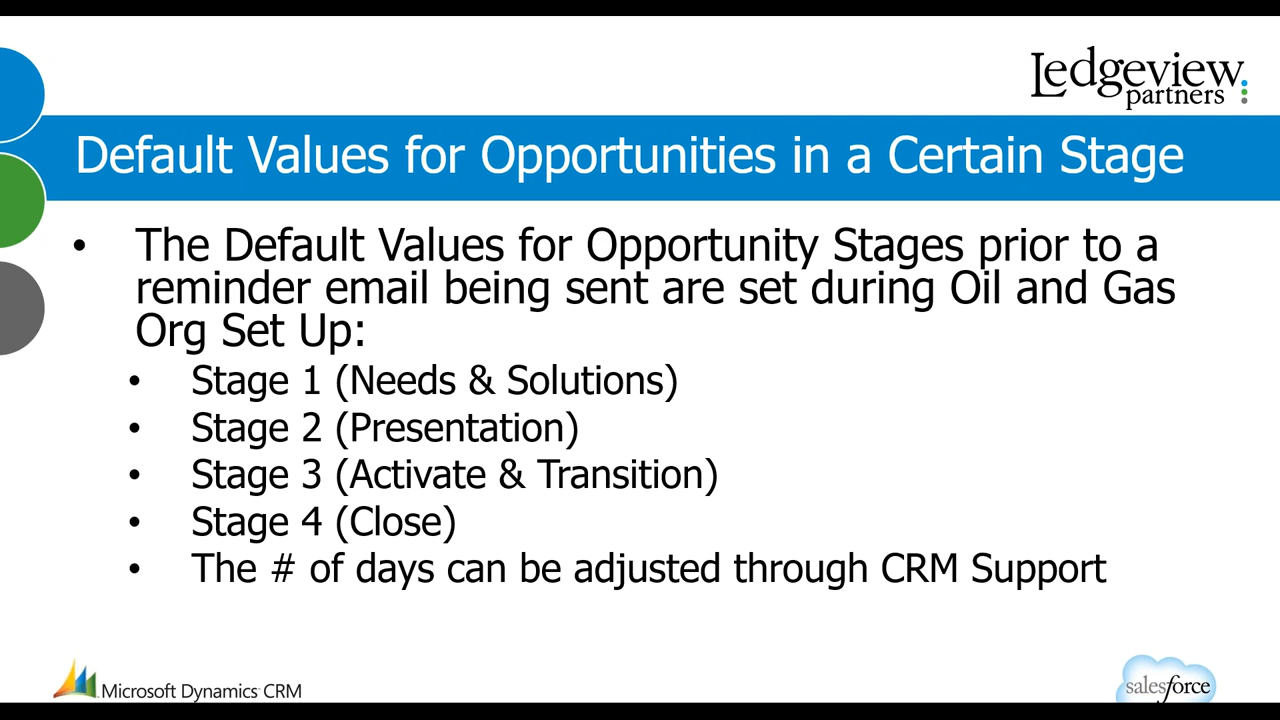 Ledgeview
partners
Default Values for Opportunities in a Certain Stage
• The Default Values for Opportunity Stages prior to a
reminder email being sent are set during Oil and Gas
Org Set Up:
• Stage 1 (Needs & Solutions)
• Stage 2 (Presentation)
• Stage 3 (Activate & Transition)
• Stage 4 (Close)
• The # of days can be adjusted through CRM Support
Microsoft Dynamics CRM
salesforce